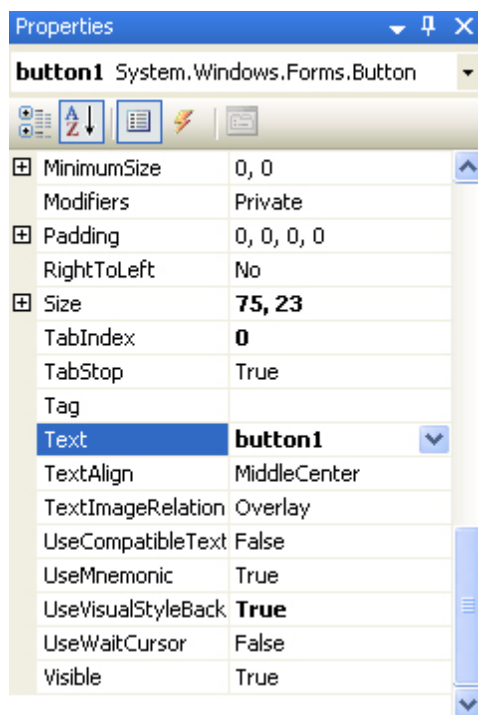 Properties
button1 System.Windows.Forms.Button
MinimumSize 0, 0
Modifiers Private
Padding 0, 0, 0, 0
RightToLeft No
Size 75, 23
TabIndex 0
TabStop True
Tag
Text button1
TextAlign MiddleCenter
TextImageRelation Overlay
UseCompatibleText False
UseMnemonic True
UseVisualStyleBack True
UseWaitCursor False
Visible True